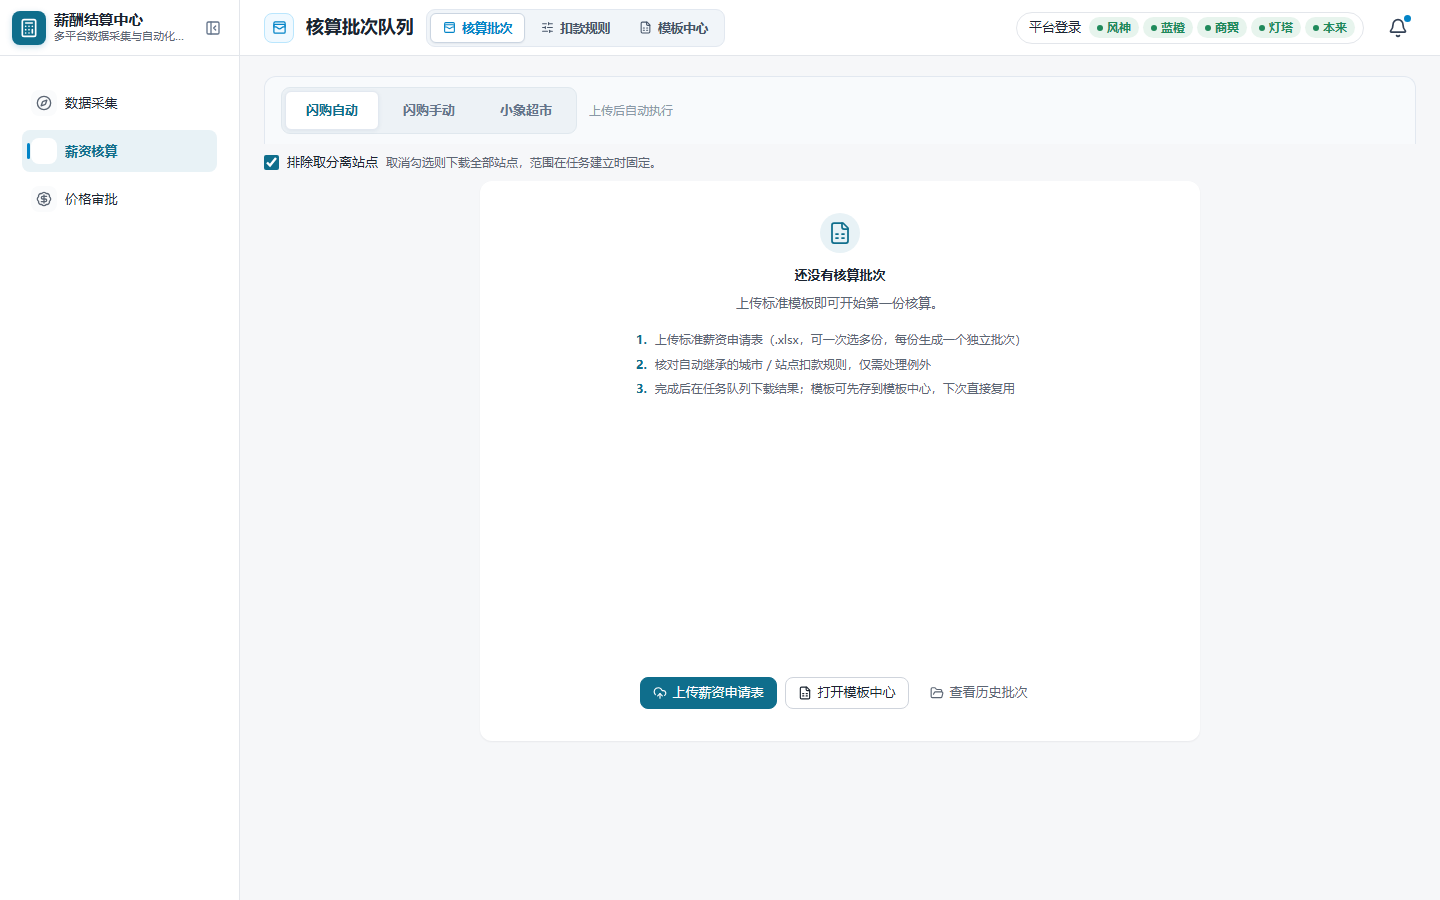 薪酬结算中心
多平台数据采集与自动化...
核算批次队列
核算批次
扣款规则
模板中心
平台登录
风神
蓝橙
商翼
灯塔
本来
数据采集
薪资核算
价格审批
闪购自动
闪购手动
小象超市
上传后自动执行
排除取分离站点 取消勾选则下载全部站点，范围在任务建立时固定。
还没有核算批次
上传标准模板即可开始第一份核算。
1. 上传标准薪资申请表（.xlsx，可一次选多份，每份生成一个独立批次）
2. 核对自动继承的城市 / 站点扣款规则，仅需处理例外
3. 完成后在任务队列下载结果；模板可先存到模板中心，下次直接复用
上传薪资申请表
打开模板中心
查看历史批次